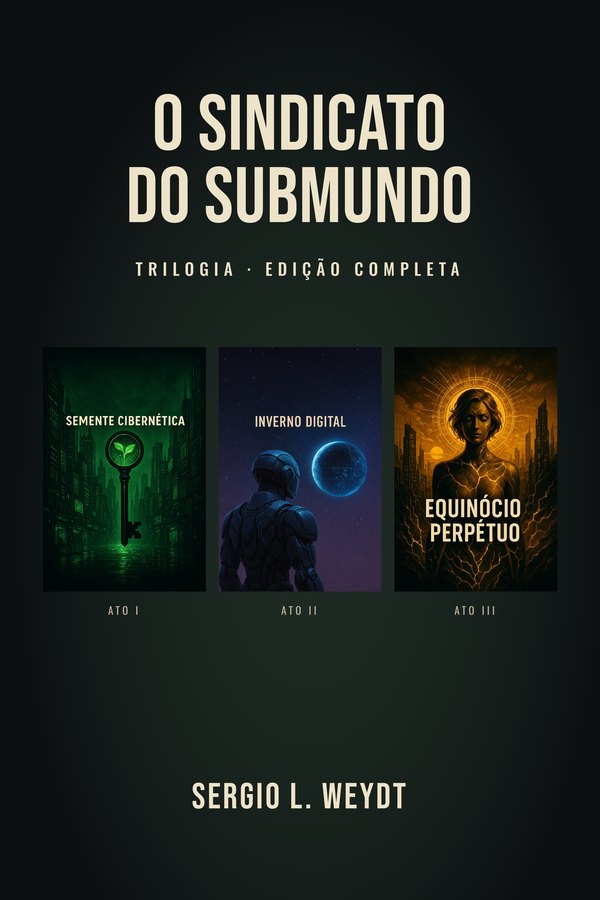 O SINDICATO
DO SUBMUNDO
TRILOGIA · EDIÇÃO COMPLETA
SEMENTE CIBERNÉTICA
INVERNO DIGITAL
EQUINÓCIO
PERPÉTUO
ATO I
ATO II
ATO III
SERGIO L. WEYDT